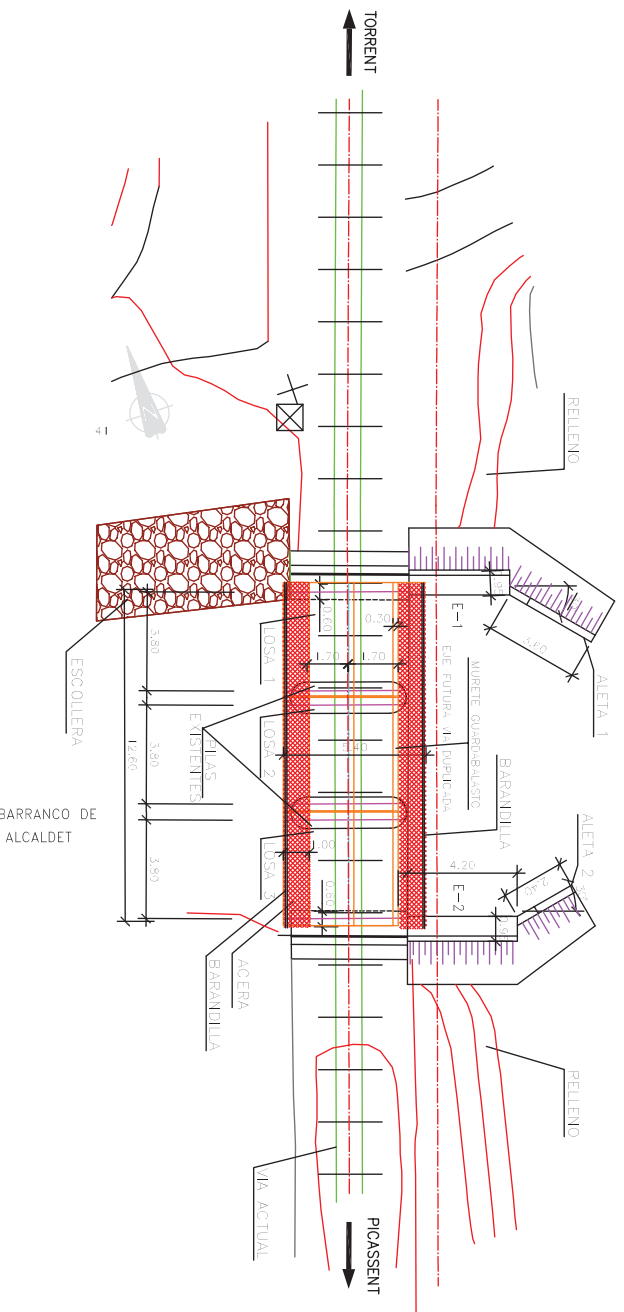 TORRENT
RELLENO
ALETA 1
3.60
E-1
0.30
0.60
1.70
1.70
LOSA 1
EJE FUTURA VIA DUPLICADA
MURETE GUARDABALASTO
BARANDILLA
ESCOLLERA
3.80
3.80
3.80
12.60
PILAS
EXISTENTES
LOSA 2
5.40
1.00
LOSA 3
0.80
4.20
E-2
2.40
ALETA 2
BARRANCO DE
ALCALDET
ACERA
BARANDILLA
RELLENO
VIA ACTUAL
PICASSENT
41